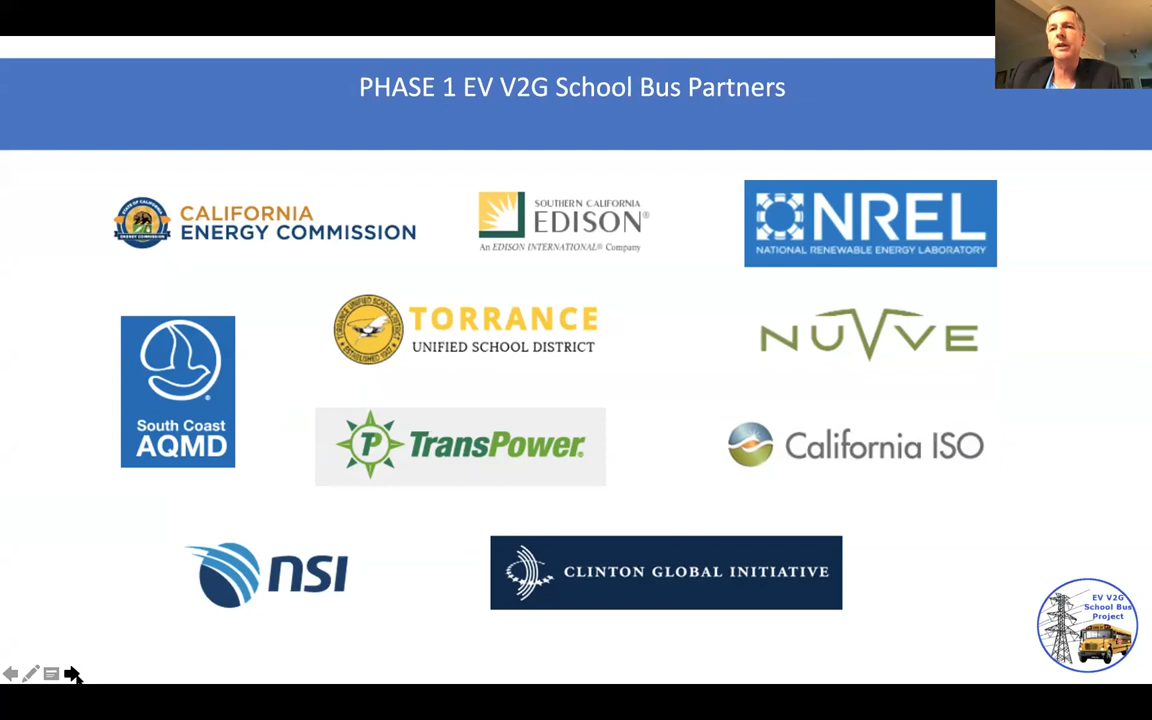 PHASE 1 EV V2G School Bus Partners
CALIFORNIA
ENERGY COMMISSION
SOUTHERN CALIFORNIA
EDISON®
An EDISON INTERNATIONAL® Company
NREL
NATIONAL RENEWABLE ENERGY LABORATORY
TORRANCE
UNIFIED SCHOOL DISTRICT
NUVVE
South Coast
AQMD
TP TransPower®
California ISO
nsi
CLINTON GLOBAL INITIATIVE
EV V2G
School Bus
Project